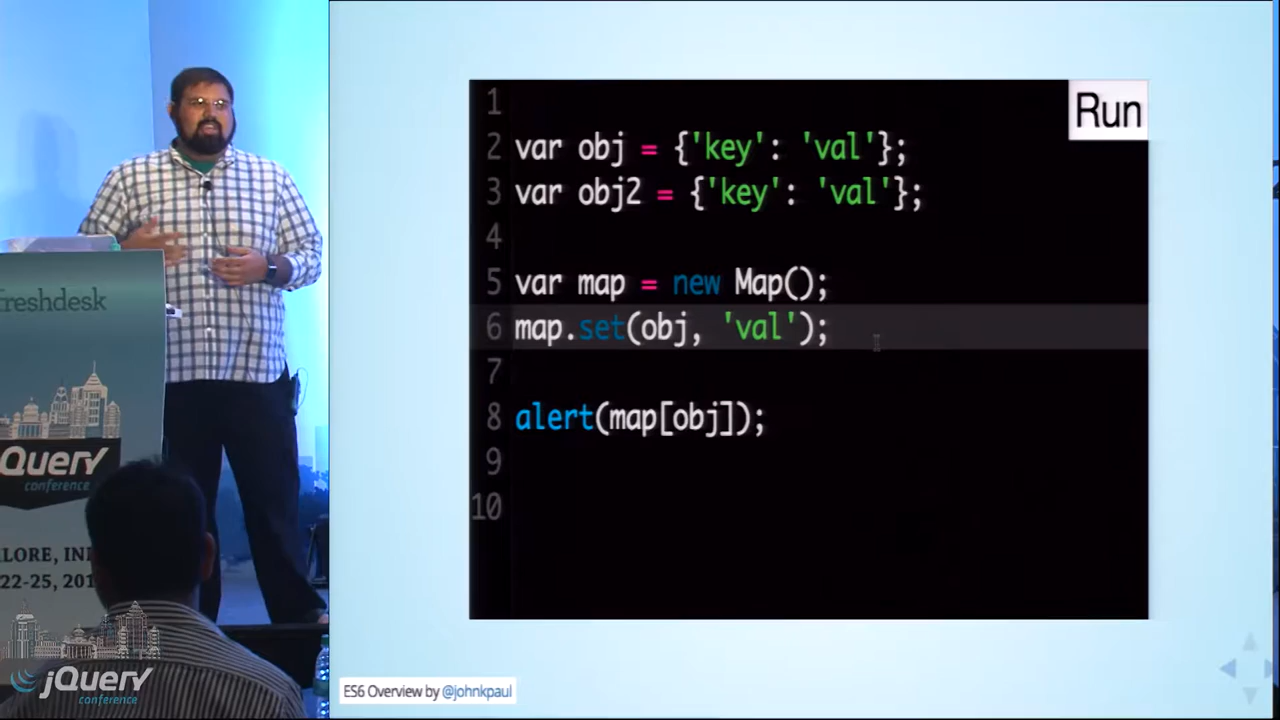 Run
1
2 var obj = {'key': 'val'};
3 var obj2 = {'key': 'val'};
4
5 var map = new Map();
6 map.set(obj, 'val');
7
8 alert(map[obj]);
9
10
ES6 Overview by @johnkpaul
freshdesk
jQuery
conference
LORE, IN
22-25, 201
jQuery
conference